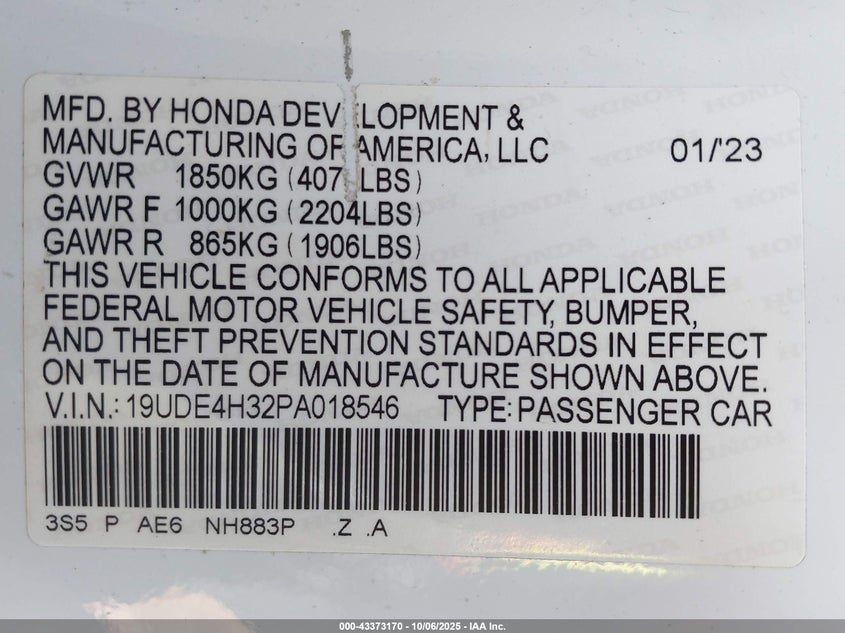 MFD. BY HONDA DEVELOPMENT &
MANUFACTURING OF AMERICA, LLC 01/'23
GVWR 1850KG (407 LBS)
GAWR F 1000KG (2204LBS)
GAWR R 865KG (1906LBS)
THIS VEHICLE CONFORMS TO ALL APPLICABLE
FEDERAL MOTOR VEHICLE SAFETY, BUMPER,
AND THEFT PREVENTION STANDARDS IN EFFECT
ON THE DATE OF MANUFACTURE SHOWN ABOVE.
V.I.N.: 19UDE4H32PA018546 TYPE: PASSENGER CAR
3S5 P AE6 NH883P .Z .A
000-43373170 - 10/06/2025 - IAA Inc.